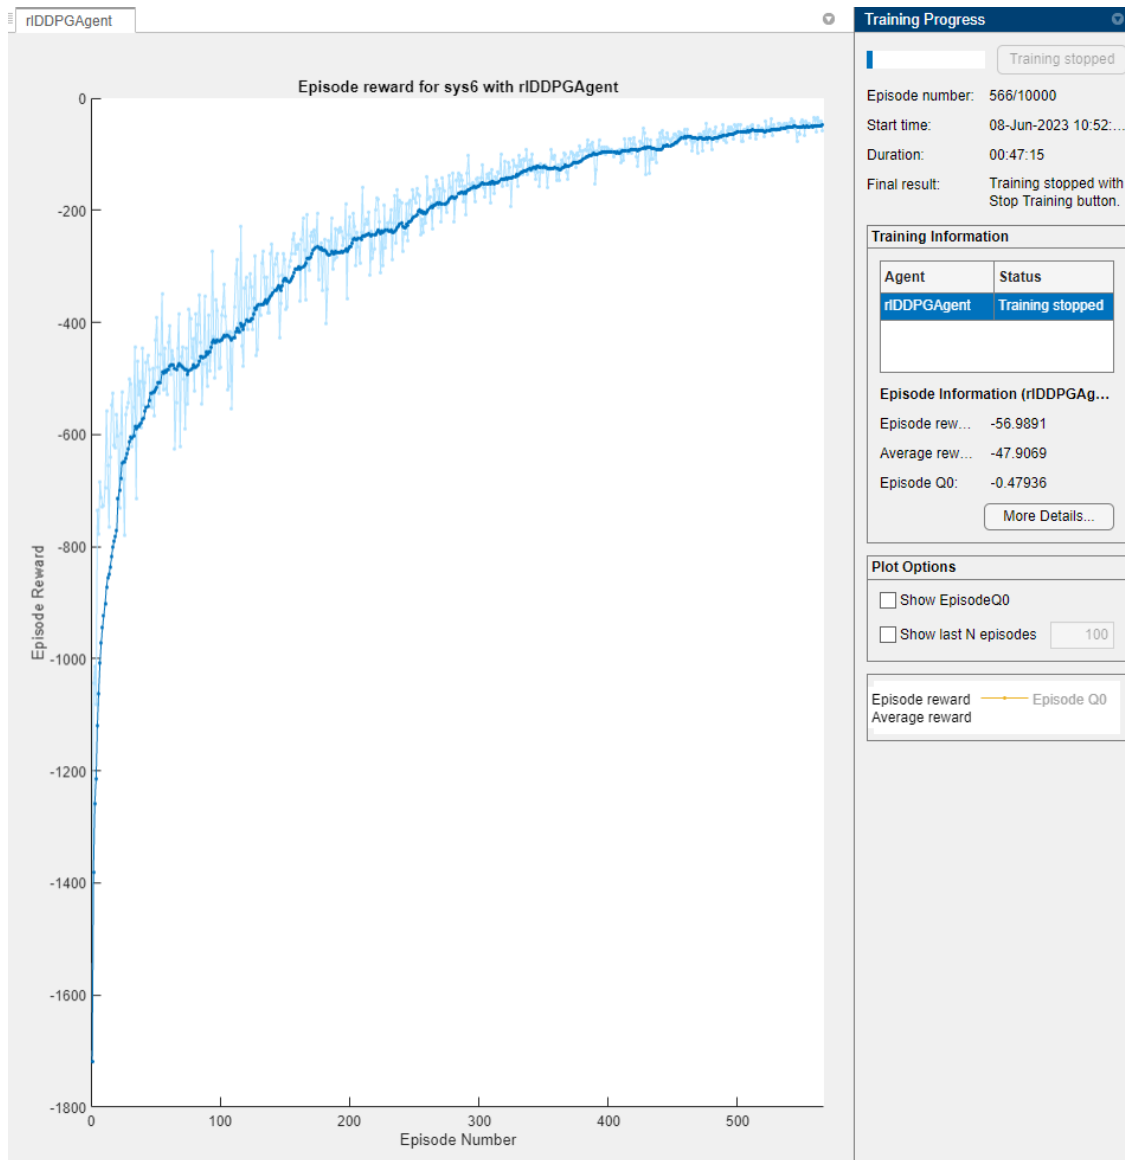 rlDDPGAgent
Episode reward for sys6 with rlDDPGAgent
0
-200
-400
-600
-800
-1000
-1200
-1400
-1600
-1800
Episode Reward
0 100 200 300 400 500
Episode Number
Training Progress
Training stopped
Episode number: 566/10000
Start time: 08-Jun-2023 10:52:...
Duration: 00:47:15
Final result: Training stopped with
Stop Training button.
Training Information
Agent Status
rlDDPGAgent Training stopped
Episode Information (rlDDPGAg...
Episode rew... -56.9891
Average rew... -47.9069
Episode Q0: -0.47936
More Details...
Plot Options
Show EpisodeQ0
Show last N episodes 100
Episode reward Episode Q0
Average reward